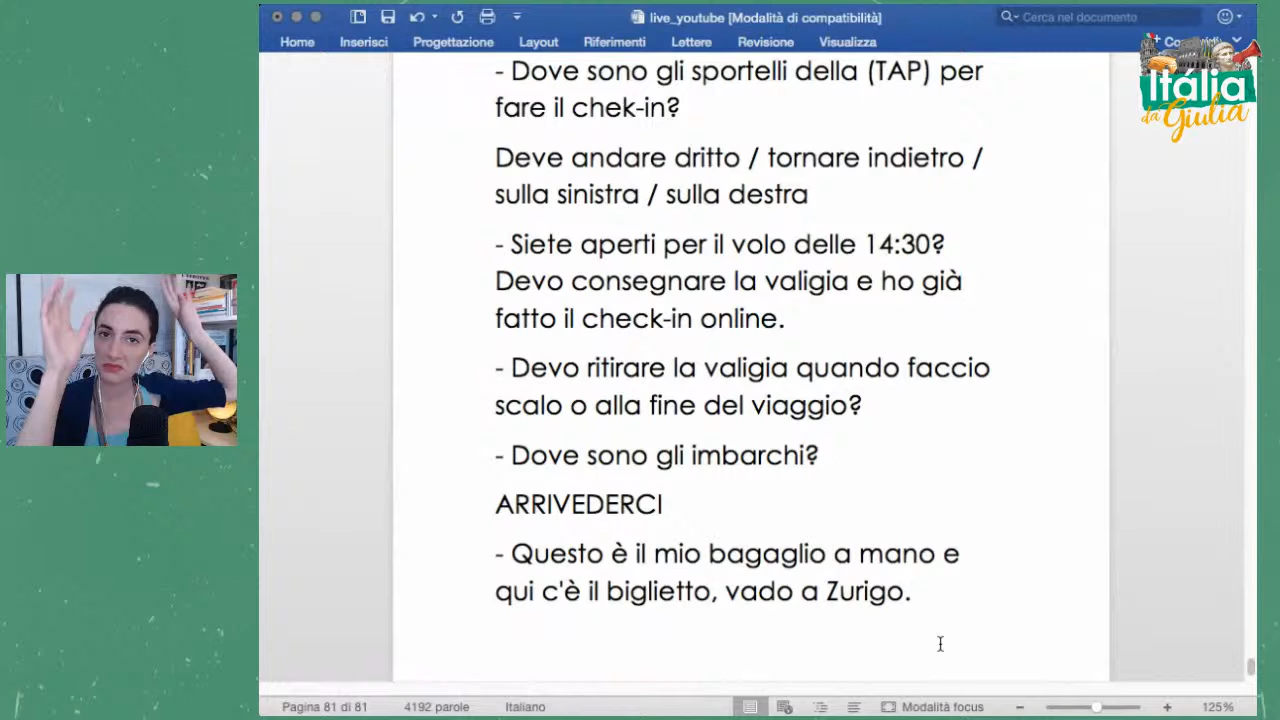 live_youtube [Modalità di compatibilità]
Cerca nel documento
Home Inserisci Progettazione Layout Riferimenti Lettere Revisione Visualizza
Itália
da Giulia
- Dove sono gli sportelli della (TAP) per
fare il chek-in?
Deve andare dritto / tornare indietro /
sulla sinistra / sulla destra
- Siete aperti per il volo delle 14:30?
Devo consegnare la valigia e ho già
fatto il check-in online.
- Devo ritirare la valigia quando faccio
scalo o alla fine del viaggio?
- Dove sono gli imbarchi?
ARRIVEDERCI
- Questo è il mio bagaglio a mano e
qui c'è il biglietto, vado a Zurigo.
Pagina 81 di 81 4192 parole Italiano Modalità focus 125%